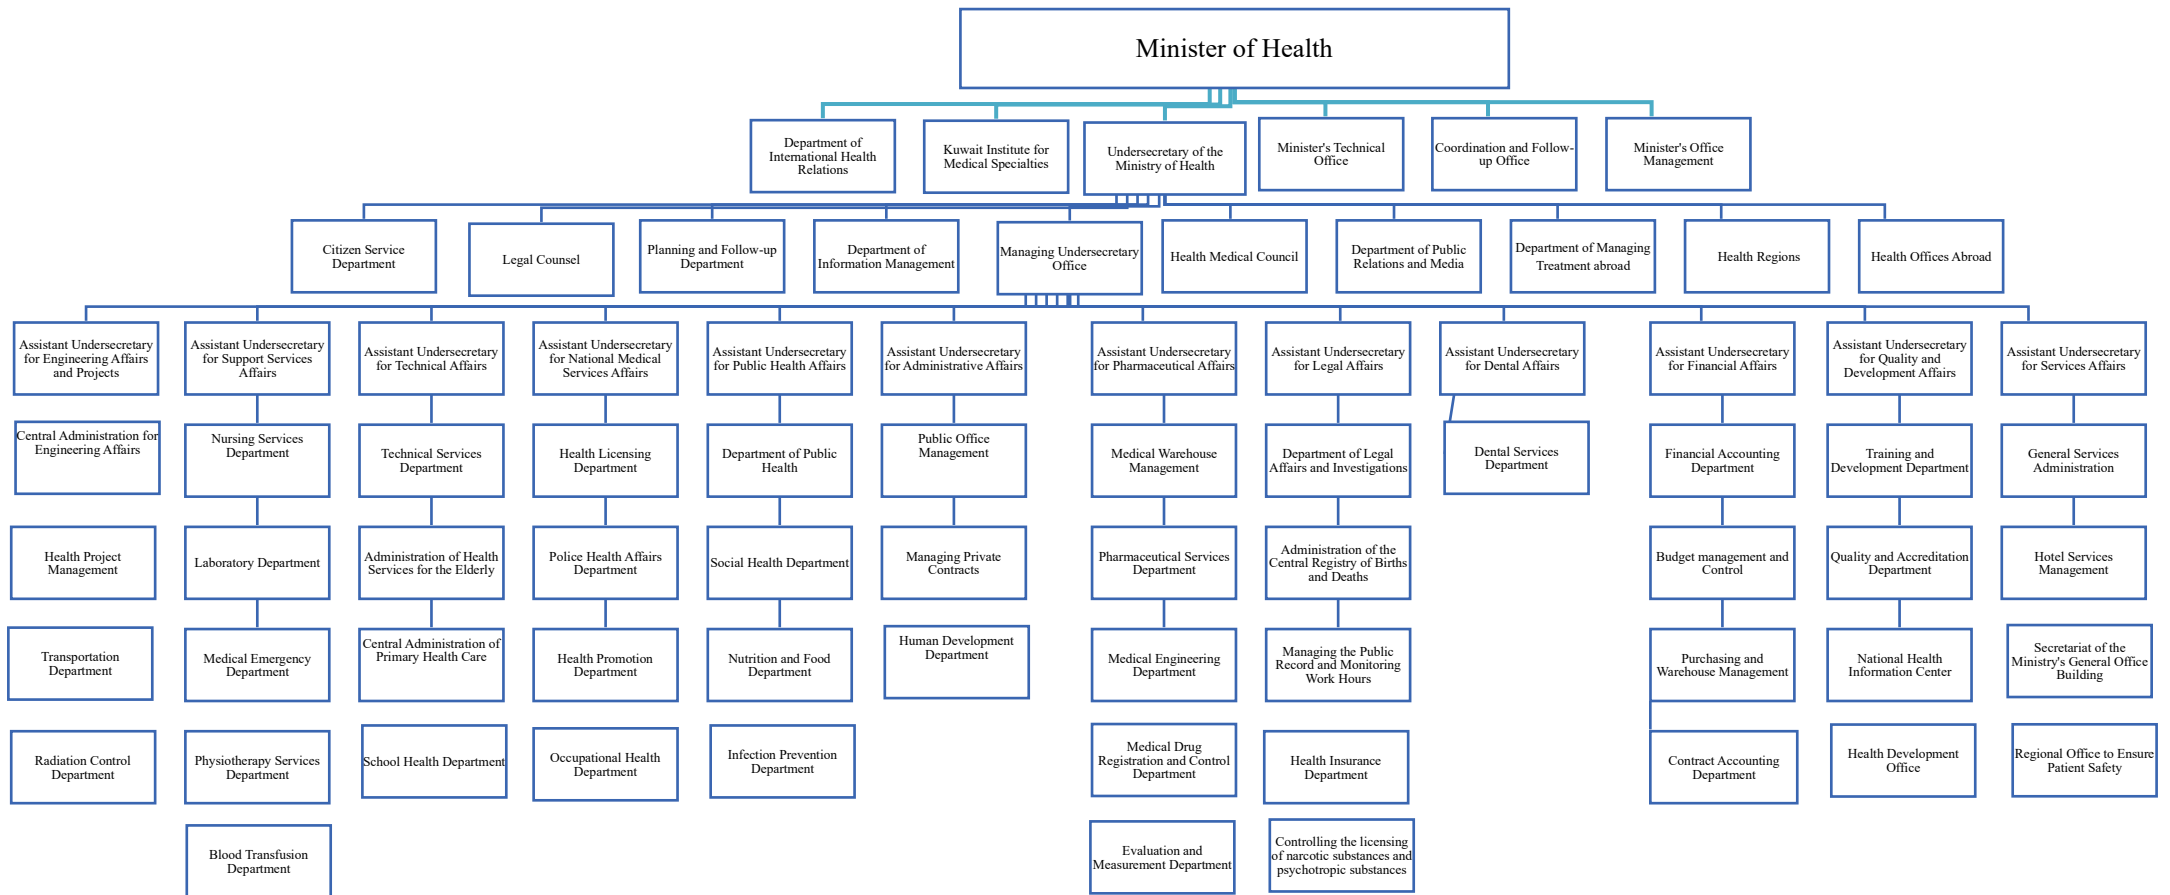 Minister of Health
Department of
International Health
Relations
Kuwait Institute for
Medical Specialties
Undersecretary of the
Ministry of Health
Minister's Technical
Office
Coordination and Follow-
up Office
Minister's Office
Management
Citizen Service
Department
Legal Counsel
Planning and Follow-up
Department
Department of
Information Management
Managing Undersecretary
Office
Health Medical Council
Department of Public
Relations and Media
Department of Managing
Treatment abroad
Health Regions
Health Offices Abroad
Assistant Undersecretary
for Engineering Affairs
and Projects
Assistant Undersecretary
for Support Services
Affairs
Assistant Undersecretary
for Technical Affairs
Assistant Undersecretary
for National Medical
Services Affairs
Assistant Undersecretary
for Public Health Affairs
Assistant Undersecretary
for Administrative Affairs
Assistant Undersecretary
for Pharmaceutical Affairs
Assistant Undersecretary
for Legal Affairs
Assistant Undersecretary
for Dental Affairs
Assistant Undersecretary
for Financial Affairs
Assistant Undersecretary
for Quality and
Development Affairs
Assistant Undersecretary
for Services Affairs
Central Administration for
Engineering Affairs
Nursing Services
Department
Technical Services
Department
Health Licensing
Department
Department of Public
Health
Public Office
Management
Medical Warehouse
Management
Department of Legal
Affairs and Investigations
Dental Services
Department
Financial Accounting
Department
Training and
Development Department
General Services
Administration
Health Project
Management
Laboratory Department
Administration of Health
Services for the Elderly
Police Health Affairs
Department
Social Health Department
Managing Private
Contracts
Pharmaceutical Services
Department
Administration of the
Central Registry of Births
and Deaths
Budget management and
Control
Quality and Accreditation
Department
Hotel Services
Management
Transportation
Department
Medical Emergency
Department
Central Administration of
Primary Health Care
Health Promotion
Department
Nutrition and Food
Department
Human Development
Department
Medical Engineering
Department
Managing the Public
Record and Monitoring
Work Hours
Purchasing and
Warehouse Management
National Health
Information Center
Secretariat of the
Ministry's General Office
Building
Radiation Control
Department
Physiotherapy Services
Department
School Health Department
Occupational Health
Department
Infection Prevention
Department
Medical Drug
Registration and Control
Department
Health Insurance
Department
Contract Accounting
Department
Health Development
Office
Regional Office to Ensure
Patient Safety
Blood Transfusion
Department
Evaluation and
Measurement Department
Controlling the licensing
of narcotic substances and
psychotropic substances